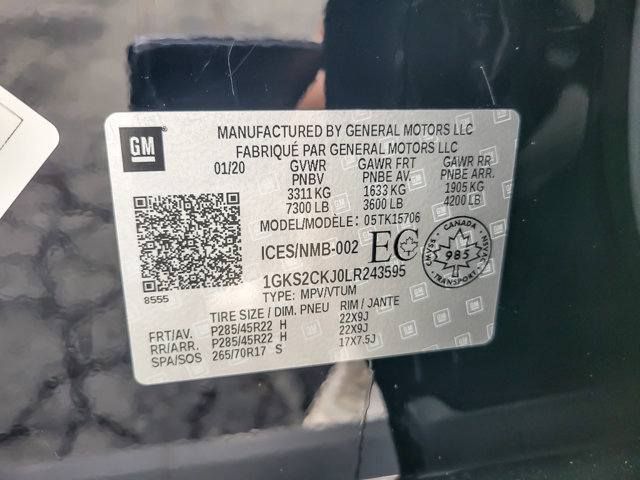 GM
MANUFACTURED BY GENERAL MOTORS LLC
FABRIQUÉ PAR GENERAL MOTORS LLC
01/20 GVWR GAWR FRT GAWR RR
PNBV PNBE AV. PNBE ARR.
3311 KG 1633 KG 1905 KG
7300 LB 3600 LB 4200 LB
MODEL/MODÈLE: 05TK15706
ICES/NMB-002 EC
CANADA
CMVSS NSVAC
985
TRANSPORT
8555
1GKS2CKJ0LR243595
TYPE: MPV/VTUM
TIRE SIZE / DIM. PNEU RIM / JANTE
FRT/AV. P285/45R22 H 22X9J
RR/ARR. P285/45R22 H 22X9J
SPA/SOS 265/70R17 S 17X7.5J